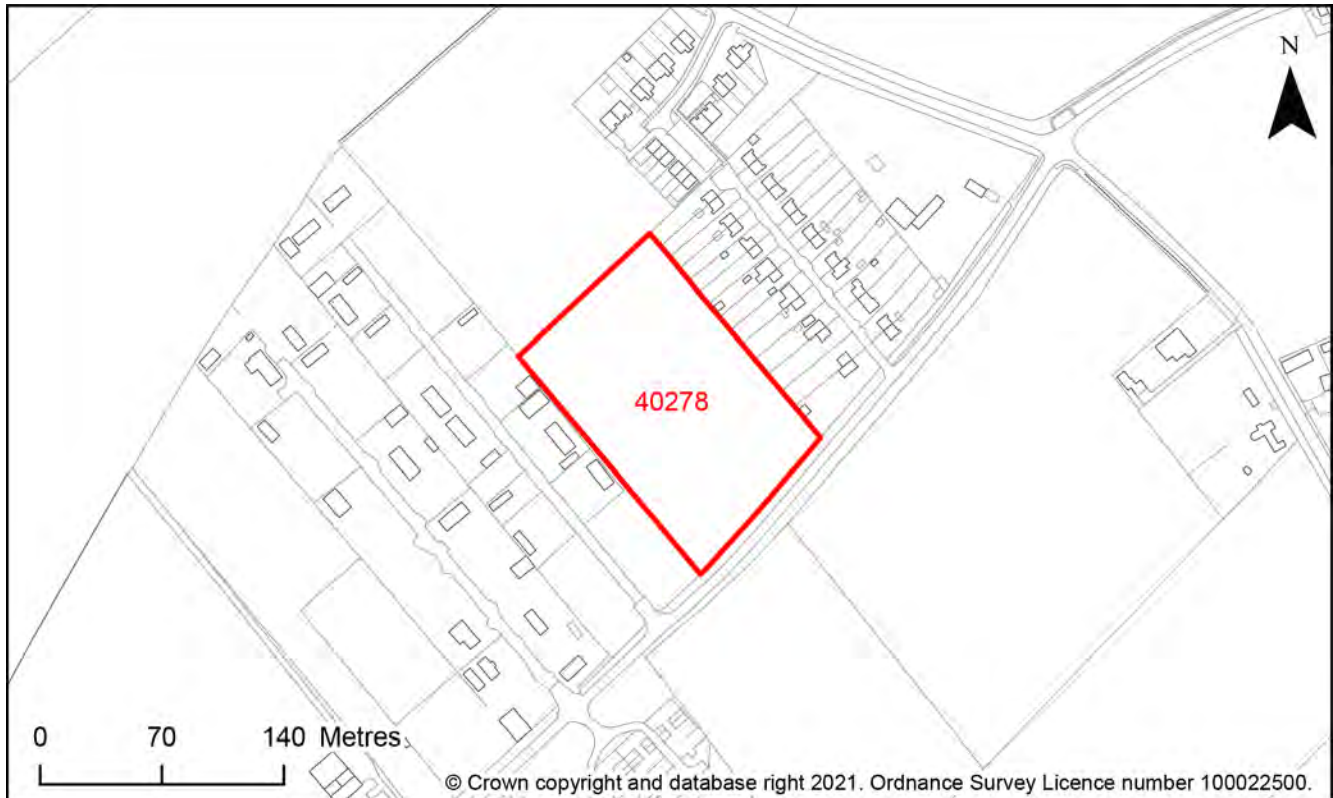 N
40278
0 70 140 Metres
© Crown copyright and database right 2021. Ordnance Survey Licence number 100022500.